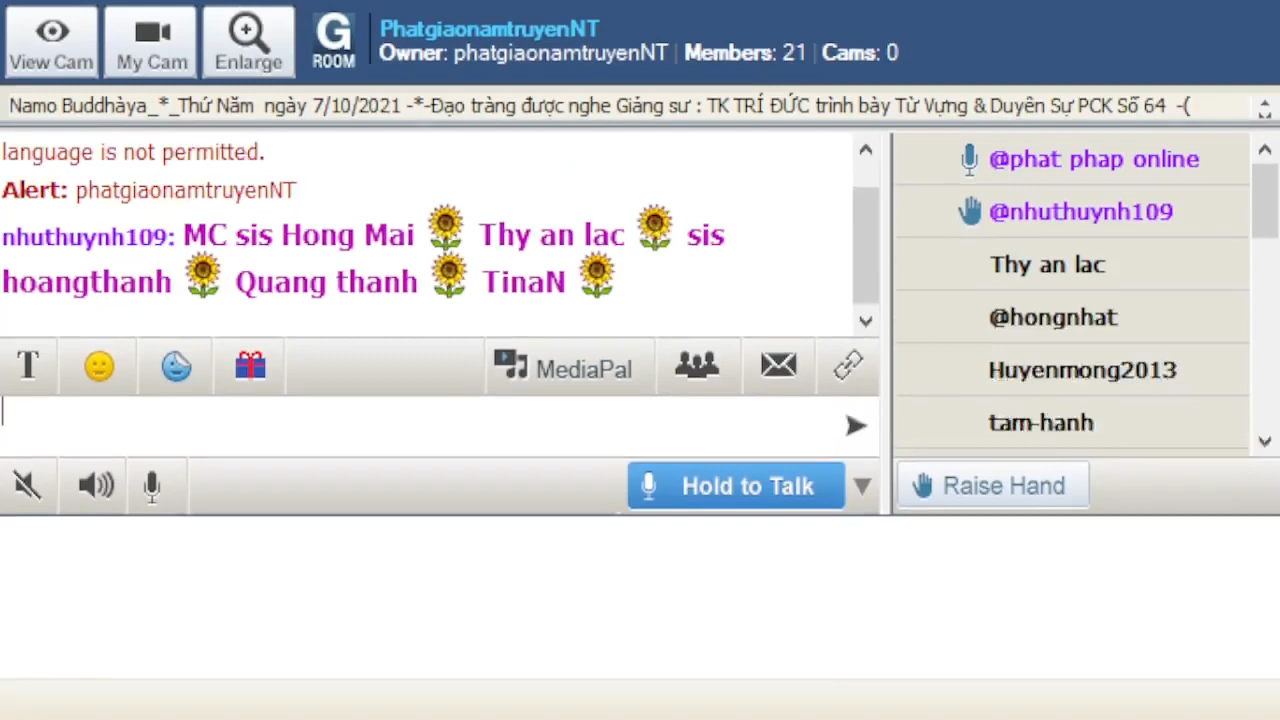 View Cam
My Cam
Enlarge
G
ROOM
PhatgiaonamtruyenNT
Owner: phatgiaonamtruyenNT | Members: 21 | Cams: 0
Namo Buddhàya_*_Thứ Năm ngày 7/10/2021 -*-Đạo tràng được nghe Giảng sư : TK TRÍ ĐỨC trình bày Từ Vựng & Duyên Sự PCK Số 64 -(
language is not permitted.
Alert: phatgiaonamtruyenNT
nhuthuynh109: MC sis Hong Mai Thy an lac sis
hoangthanh Quang thanh TinaN
T
MediaPal
Hold to Talk
@phat phap online
@nhuthuynh109
Thy an lac
@hongnhat
Huyenmong2013
tam-hanh
Raise Hand